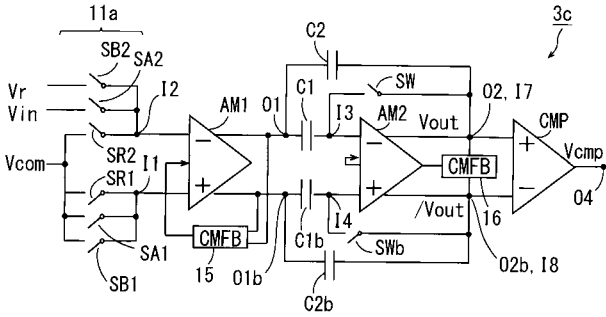 11a
3c
C2
SB2
SA2
Vr
Vin
I2
AM1
O1
C1
I3
SW
AM2
O2, I7
Vout
CMP
SR2
Vcom
SR1
I1
−
+
−
+
+
−
CMFB
Vcmp
O4
CMFB
15
16
/Vout
I4
C1b
O1b
SWb
O2b, I8
SA1
SB1
C2b